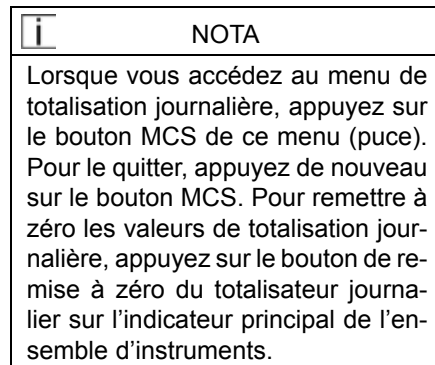 i NOTA
Lorsque vous accédez au menu de
totalisation journalière, appuyez sur
le bouton MCS de ce menu (puce).
Pour le quitter, appuyez de nouveau
sur le bouton MCS. Pour remettre à
zéro les valeurs de totalisation jour-
nalière, appuyez sur le bouton de re-
mise à zéro du totalisateur journa-
lier sur l'indicateur principal de l'en-
semble d'instruments.